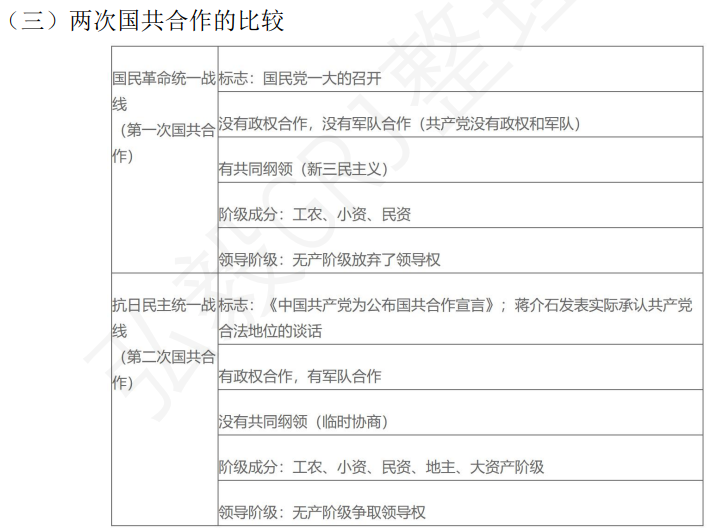 （三）两次国共合作的比较
国民革命统一战
线
（第一次国共合
作）
标志：国民党一大的召开
没有政权合作，没有军队合作（共产党没有政权和军队）
有共同纲领（新三民主义）
阶级成分：工农、小资、民资
领导阶级：无产阶级放弃了领导权
抗日民主统一战
线
（第二次国共合
作）
标志：《中国共产党为公布国共合作宣言》；蒋介石发表实际承认共产党
合法地位的谈话
有政权合作，有军队合作
没有共同纲领（临时协商）
阶级成分：工农、小资、民资、地主、大资产阶级
领导阶级：无产阶级争取领导权
弘毅GRJ整理